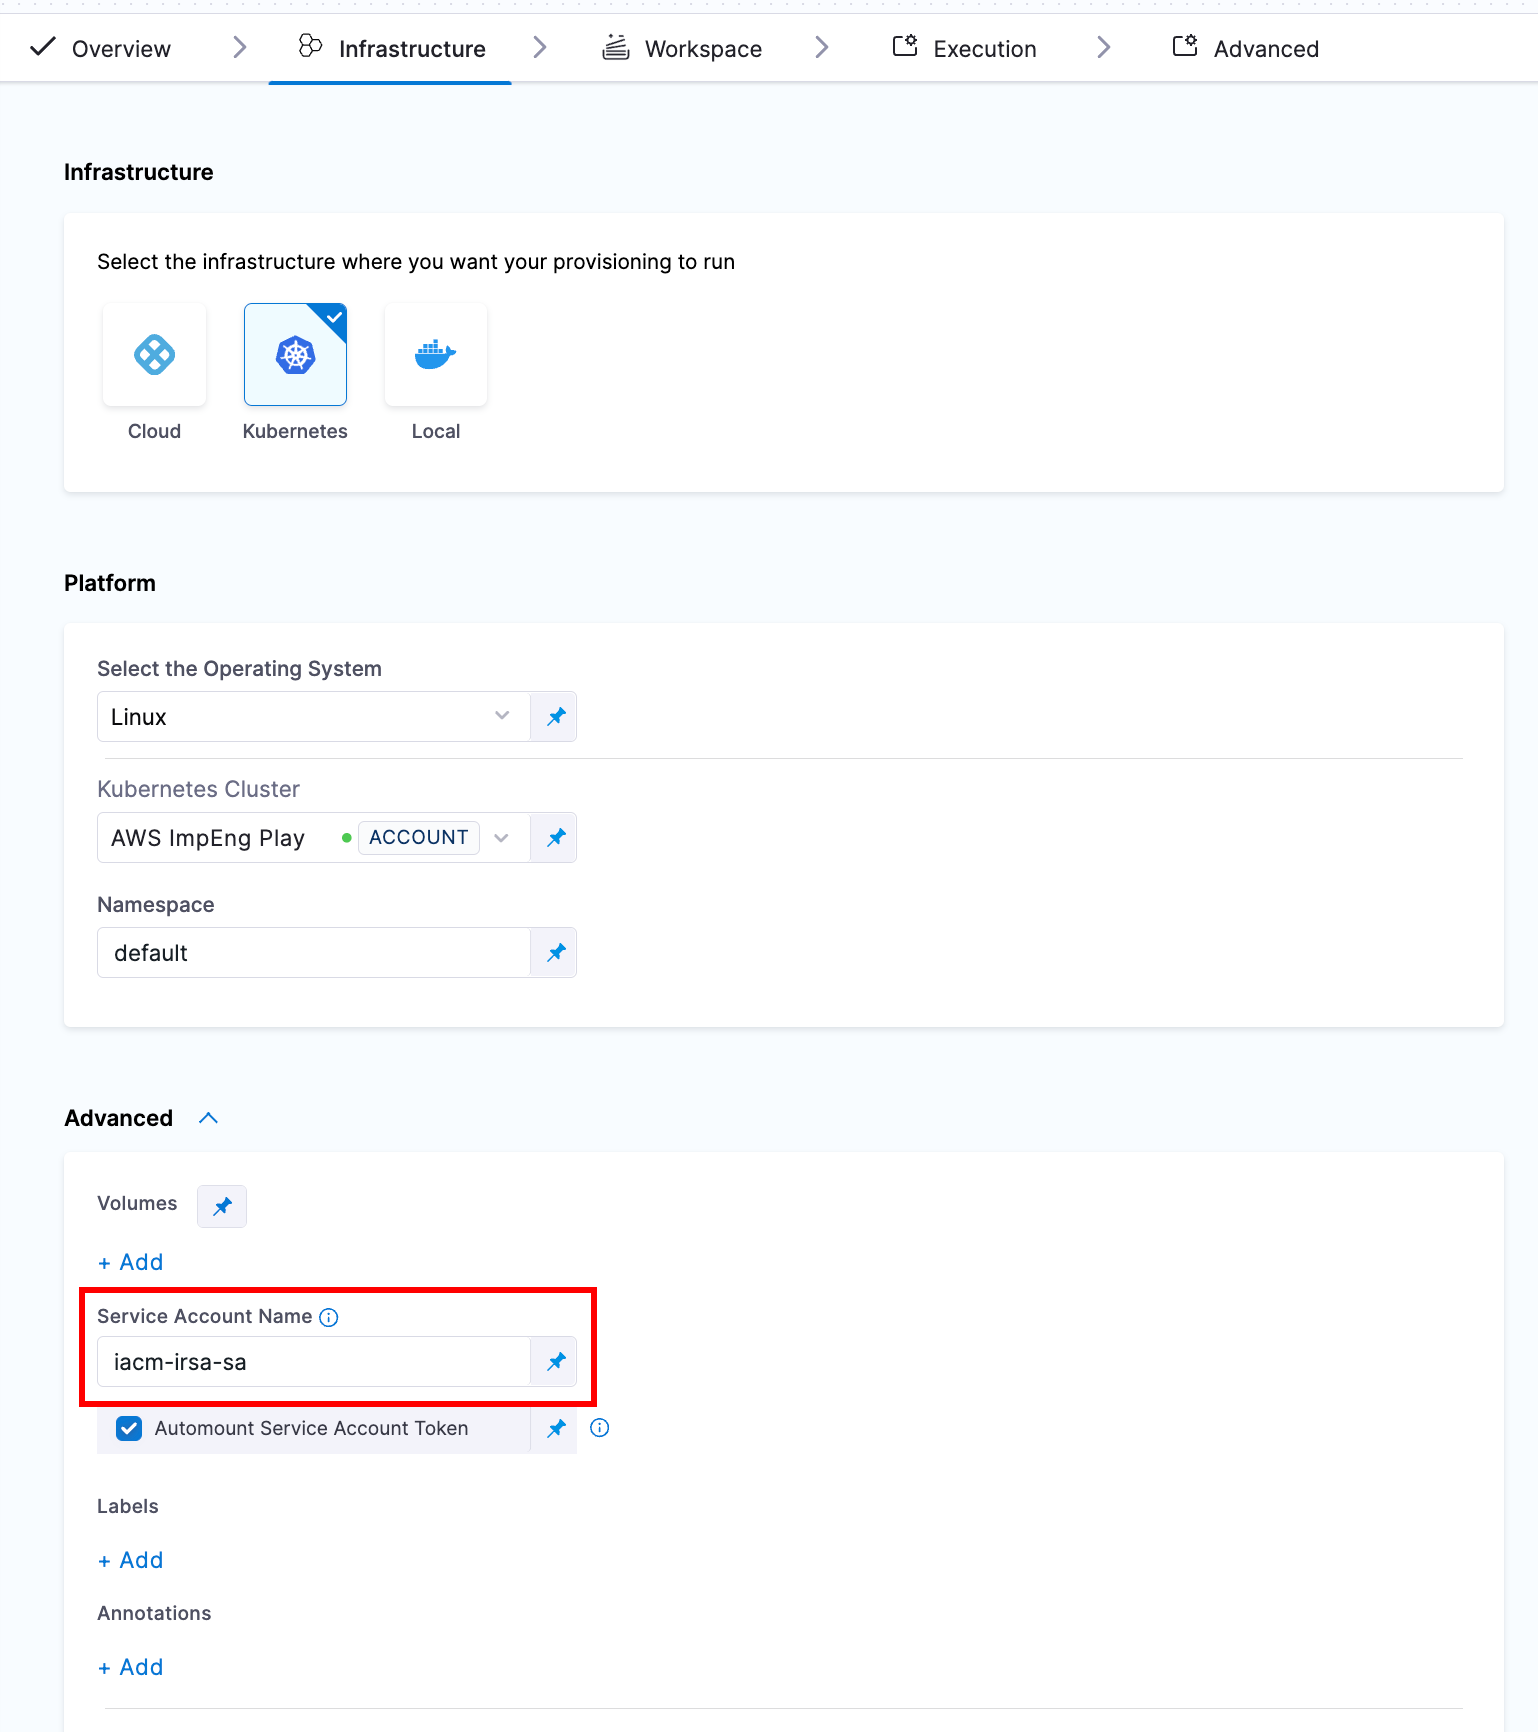 Overview
Infrastructure
Workspace
Execution
Advanced
Infrastructure
Select the infrastructure where you want your provisioning to run
Cloud
Kubernetes
Local
Platform
Select the Operating System
Linux
Kubernetes Cluster
AWS ImpEng Play
ACCOUNT
Namespace
default
Advanced
Volumes
+ Add
Service Account Name
iacm-irsa-sa
Automount Service Account Token
Labels
+ Add
Annotations
+ Add